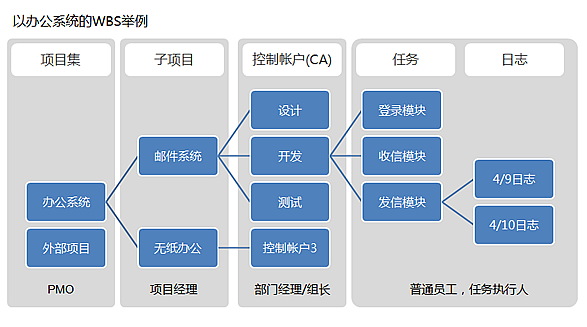 以办公系统的WBS举例
项目集
子项目
控制帐户(CA)
任务
日志
设计
登录模块
邮件系统
开发
收信模块
办公系统
测试
发信模块
4/9日志
外部项目
无纸办公
控制帐户3
4/10日志
PMO
项目经理
部门经理/组长
普通员工，任务执行人